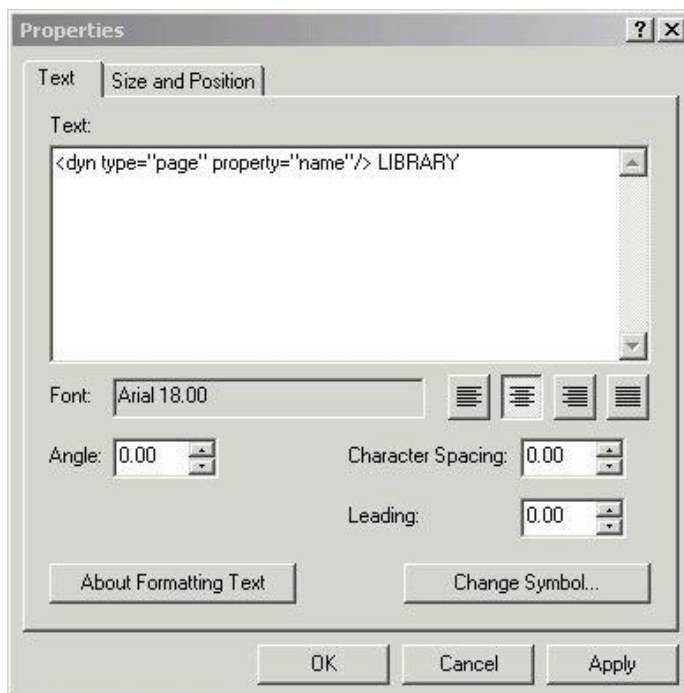 Properties
? X
Text Size and Position
Text:
<dyn type="page" property="name"/> LIBRARY
Font: Arial 18.00
Angle: 0.00 Character Spacing: 0.00
Leading: 0.00
About Formatting Text Change Symbol...
OK Cancel Apply